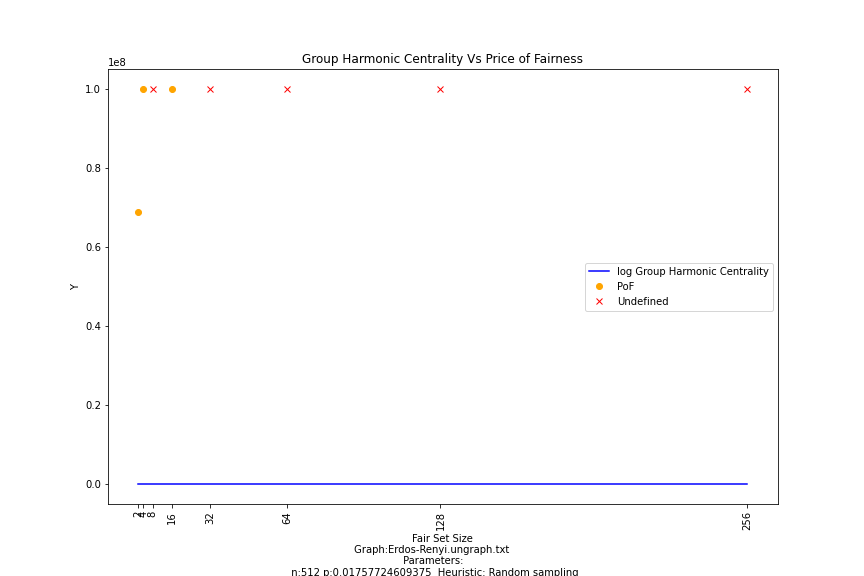 Group Harmonic Centrality Vs Price of Fairness
1e8
1.0
0.8
0.6
0.4
0.2
0.0
Y
log Group Harmonic Centrality
PoF
Undefined
2
4
8
16
32
64
128
256
Fair Set Size
Graph:Erdos-Renyi.ungraph.txt
Parameters:
n:512 p:0.01757724609375 Heuristic: Random sampling